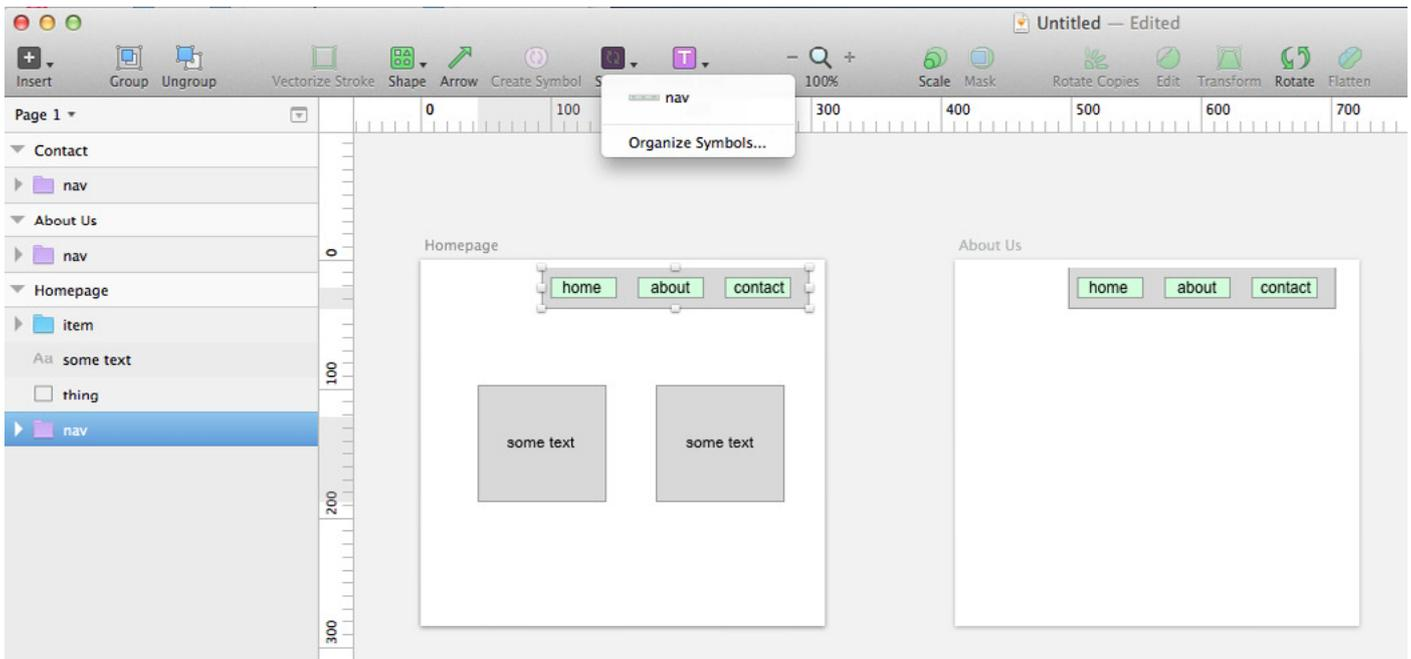 Untitled — Edited
Insert Group Ungroup Vectorize Stroke Shape Arrow Create Symbol S T − + 100% Scale Mask Rotate Copies Edit Transform Rotate Flatten
nav
Organize Symbols...
Page 1
0 100 300 400 500 600 700
Contact
nav
About Us
nav
Homepage
item
Aa some text
thing
nav
0
100
200
300
Homepage
home about contact
some text some text
About Us
home about contact